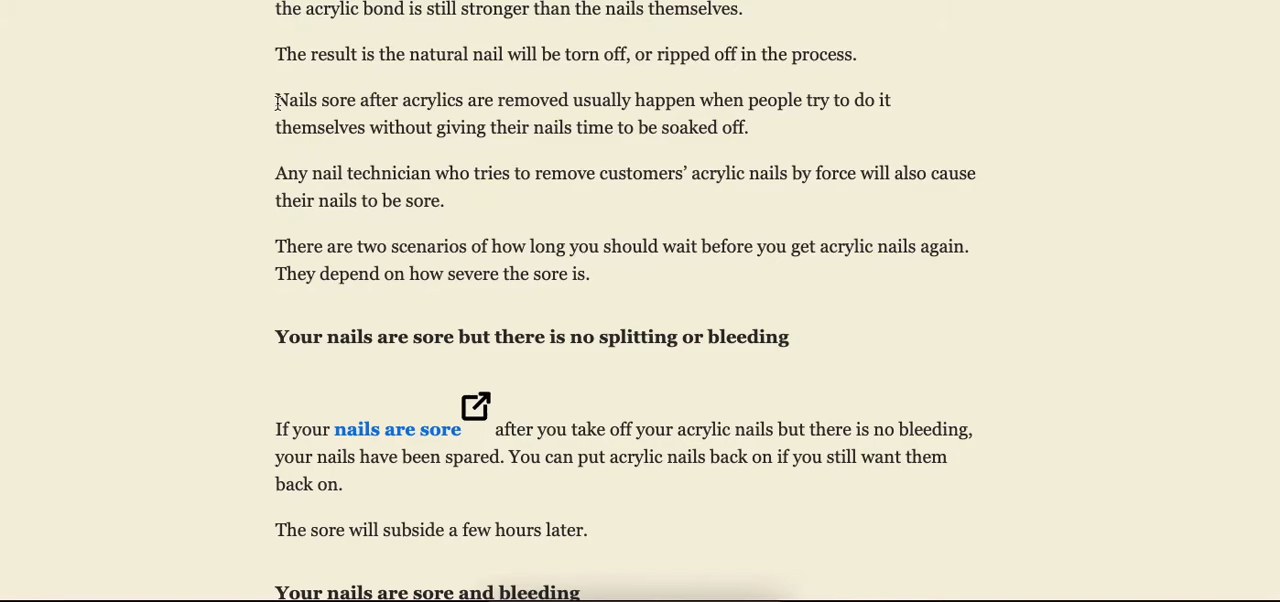 the acrylic bond is still stronger than the nails themselves.
The result is the natural nail will be torn off, or ripped off in the process.
Nails sore after acrylics are removed usually happen when people try to do it
themselves without giving their nails time to be soaked off.
Any nail technician who tries to remove customers’ acrylic nails by force will also cause
their nails to be sore.
There are two scenarios of how long you should wait before you get acrylic nails again.
They depend on how severe the sore is.
Your nails are sore but there is no splitting or bleeding
If your nails are sore after you take off your acrylic nails but there is no bleeding,
your nails have been spared. You can put acrylic nails back on if you still want them
back on.
The sore will subside a few hours later.
Your nails are sore and bleeding